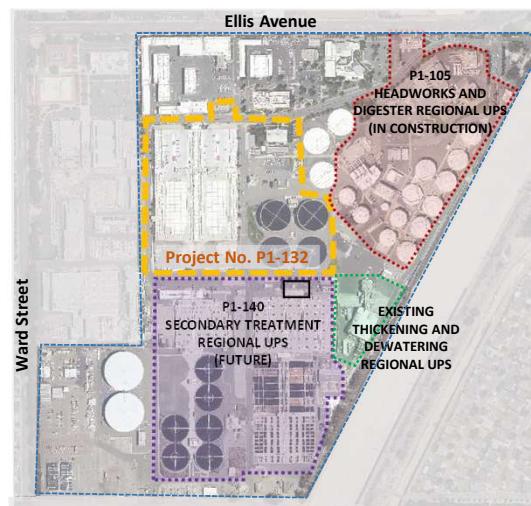 Ellis Avenue
P1-105
HEADWORKS AND
DIGESTER REGIONAL UPS
(IN CONSTRUCTION)
Project No. P1-132
Ward Street
P1-140
SECONDARY TREATMENT
REGIONAL UPS
(FUTURE)
EXISTING
THICKENING AND
DEWATERING
REGIONAL UPS